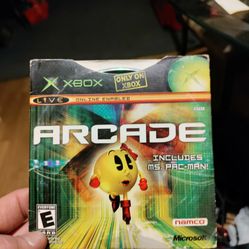 XBOX
ONLY ON
XBOX
LIVE ONLINE ENABLED
ARCADE
INCLUDES
MS. PAC-MAN!
E
namco
Microsoft